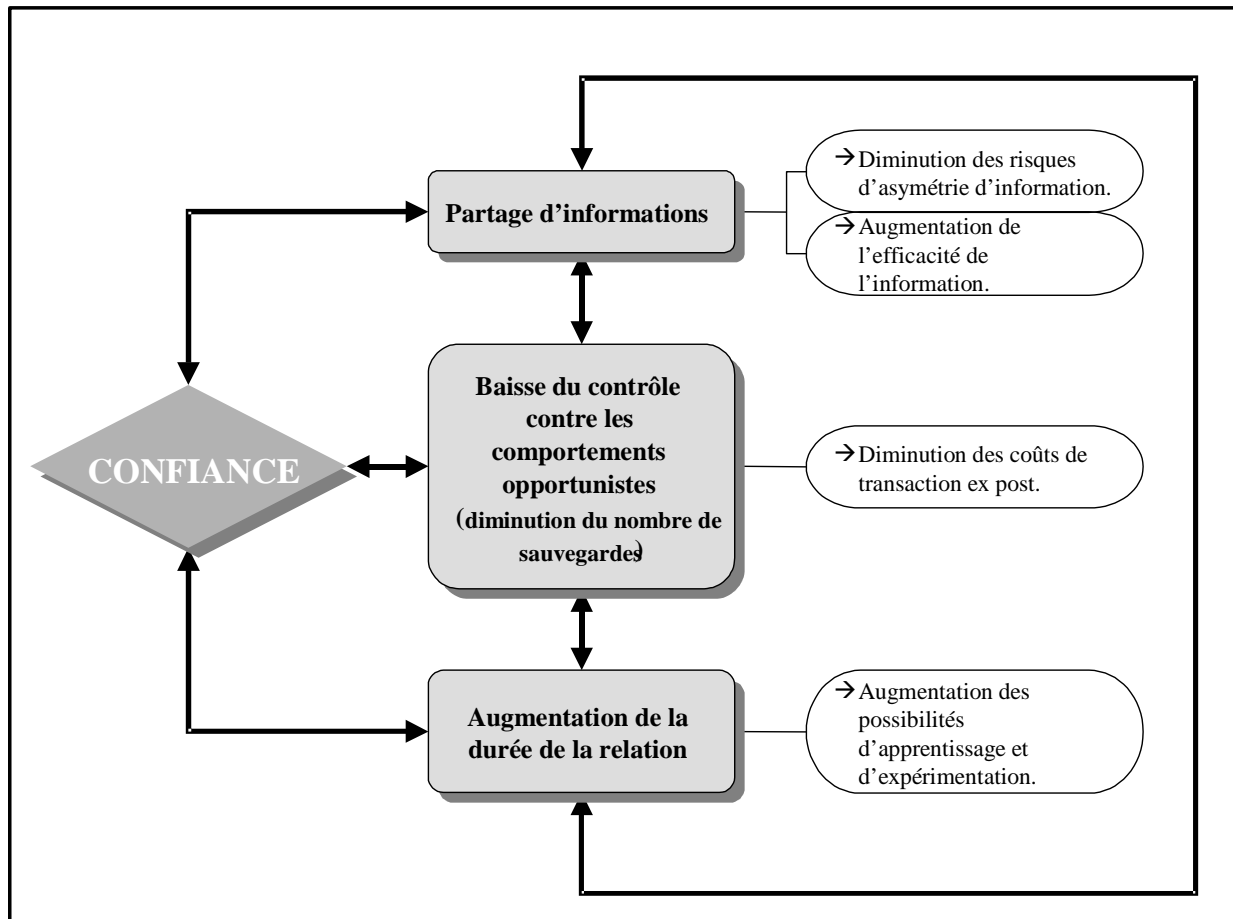 Partage d’informations
→Diminution des risques
d’asymétrie d’information.
→Augmentation de
l’efficacité de
l’information.
CONFIANCE
Baisse du contrôle
contre les
comportements
opportunistes
(diminution du nombre de
sauvegardes)
→Diminution des coûts de
transaction ex post.
Augmentation de la
durée de la relation
→Augmentation des
possibilités
d’apprentissage et
d’expérimentation.